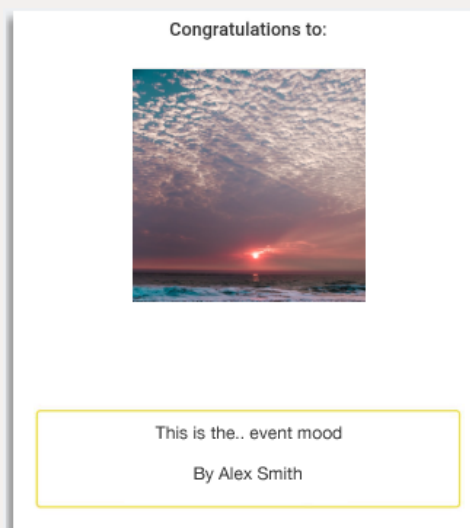 Congratulations to:
This is the.. event mood
By Alex Smith